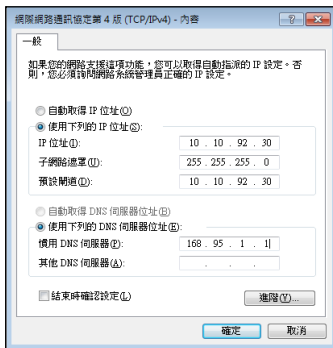 網際網路通訊協定第 4 版 (TCP/IPv4) - 內容
一般
如果您的網路支援這項功能，您可以取得自動指派的 IP 設定。否
則，您必須詢問網路系統管理員正確的 IP 設定。
自動取得 IP 位址(O)
使用下列的 IP 位址(S):
IP 位址(I): 10 . 10 . 92 . 30
子網路遮罩(U): 255 . 255 . 255 . 0
預設閘道(D): 10 . 10 . 92 . 30
自動取得 DNS 伺服器位址(B)
使用下列的 DNS 伺服器位址(E):
慣用 DNS 伺服器(P): 168 . 95 . 1 . 1
其他 DNS 伺服器(A): . . .
結束時確認設定(L)
進階(V)...
確定 取消